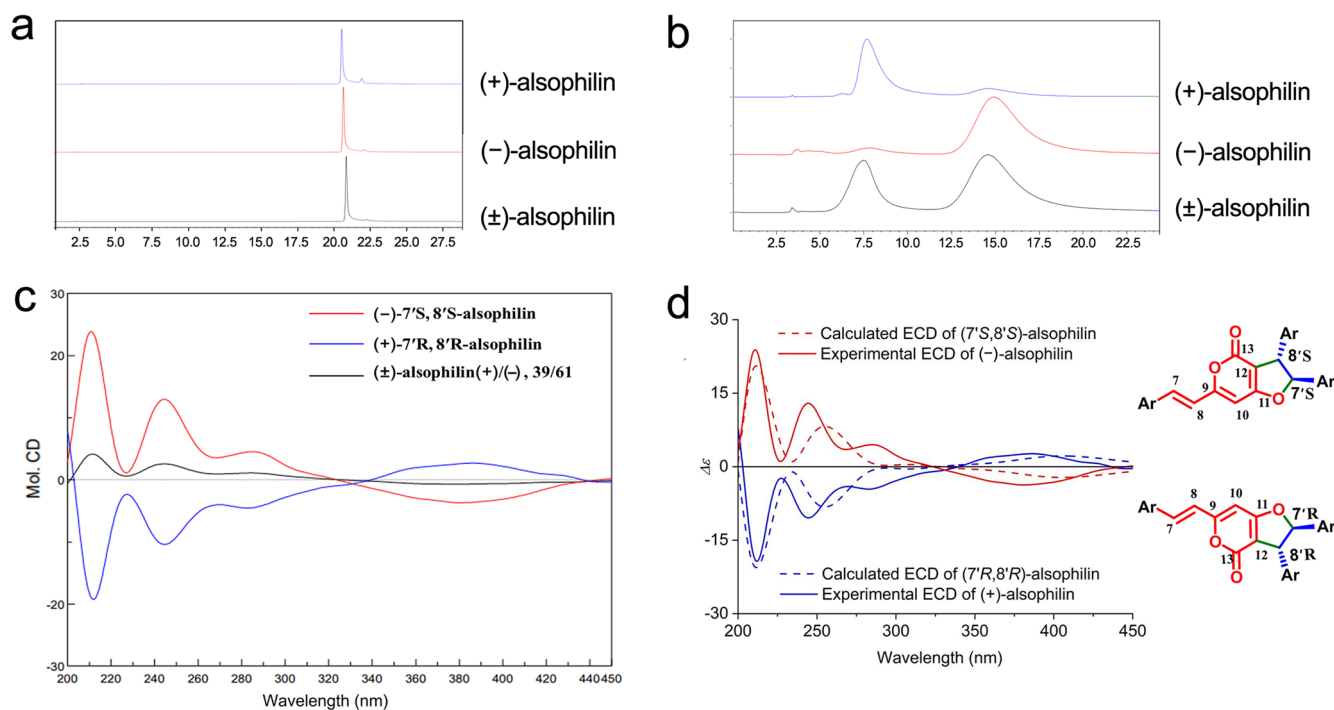 a
(+)-alsophilin
(−)-alsophilin
(±)-alsophilin
2.5 5.0 7.5 10.0 12.5 15.0 17.5 20.0 22.5 25.0 27.5
b
(+)-alsophilin
(−)-alsophilin
(±)-alsophilin
2.5 5.0 7.5 10.0 12.5 15.0 17.5 20.0 22.5
c
30
20
0
-20
-30
Mol. CD
(−)-7′S, 8′S-alsophilin
(+)-7′R, 8′R-alsophilin
(±)-alsophilin(+)/(−) , 39/61
200 220 240 260 280 300 320 340 360 380 400 420 440 450
Wavelength (nm)
d
30
15
0
-15
-30
Δε
Calculated ECD of (7'S,8'S)-alsophilin
Experimental ECD of (−)-alsophilin
Calculated ECD of (7'R,8'R)-alsophilin
Experimental ECD of (+)-alsophilin
200 250 300 350 400 450
Wavelength (nm)
O Ar
13 8′S
O 12 Ar
7 9 7′S
Ar 8 10 11 O
8 10 11 O 7′R
Ar 9 Ar
7 O 12 8′R
13
O Ar